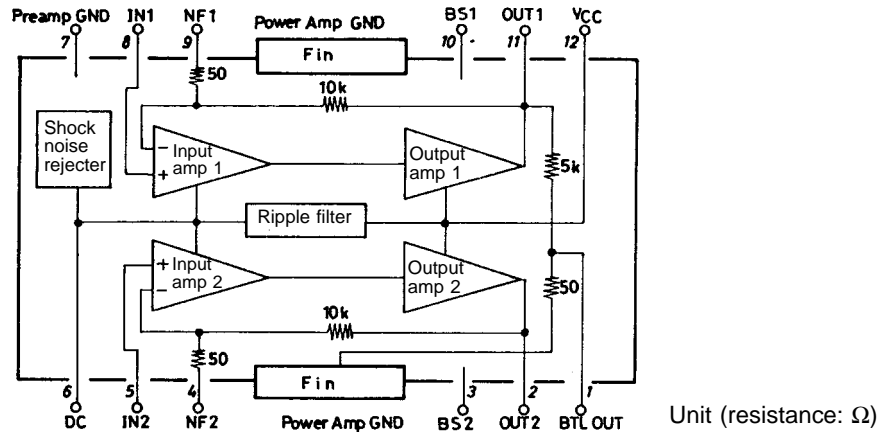 Preamp GND IN1 NF1 Power Amp GND BS1 OUT1 VCC
7 8 9 10 11 12
Fin
50
10k
Shock
noise
rejecter
Input
amp 1
− +
Output
amp 1
5k
Ripple filter
Input
amp 2
+ −
Output
amp 2
50
10k
50
Fin
6 5 4 3 2 1
DC IN2 NF2 Power Amp GND BS2 OUT2 BTL OUT
Unit (resistance: Ω)